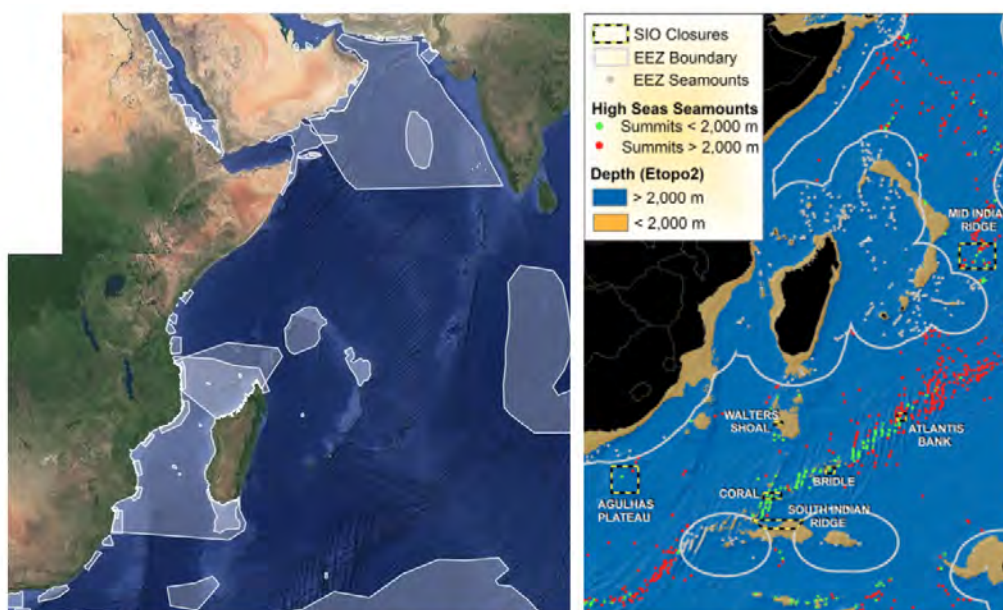 SIO Closures
EEZ Boundary
EEZ Seamounts
High Seas Seamounts
Summits < 2,000 m
Summits > 2,000 m
Depth (Etopo2)
> 2,000 m
< 2,000 m
MID INDIAN
RIDGE
WALTERS
SHOAL
ATLANTIS
BANK
BRIDLE
CORAL
AGULHAS
PLATEAU
SOUTH INDIAN
RIDGE